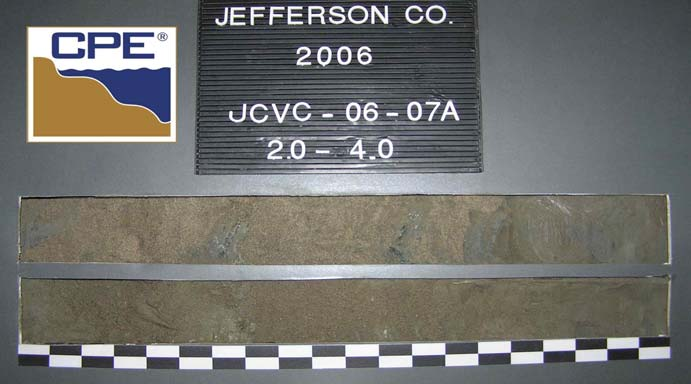 JEFFERSON CO.
2006
JCVC-06-07A
2.0-4.0
CPE®